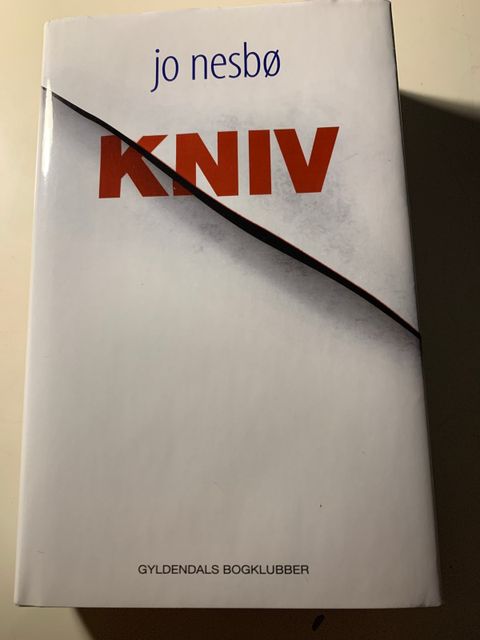 jo nesbø
KNIV
GYLDENDALS BOGKLUBBER